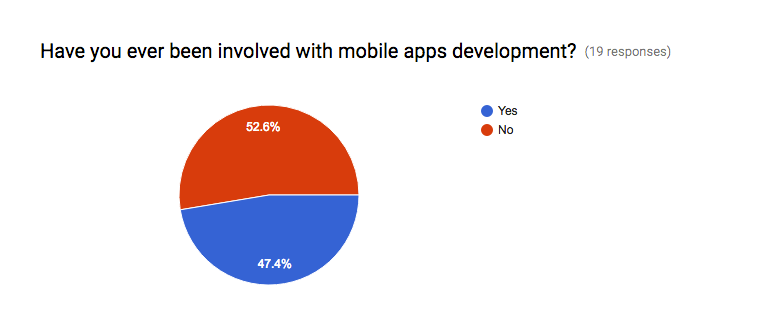 Have you ever been involved with mobile apps development? (19 responses)
Yes
No
52.6%
47.4%